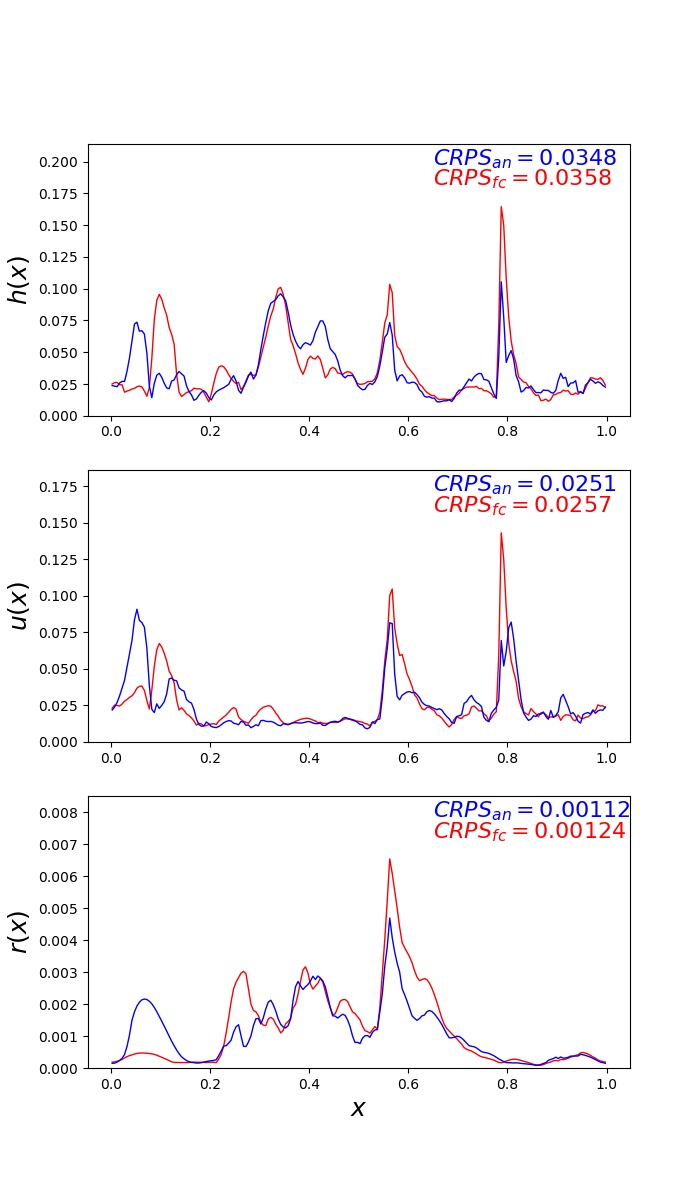 CRPS_an = 0.0348
CRPS_fc = 0.0358
0.200
0.175
0.150
0.125
0.100
0.075
0.050
0.025
0.000
h(x)
0.0 0.2 0.4 0.6 0.8 1.0
CRPS_an = 0.0251
CRPS_fc = 0.0257
0.175
0.150
0.125
0.100
0.075
0.050
0.025
0.000
u(x)
0.0 0.2 0.4 0.6 0.8 1.0
CRPS_an = 0.00112
CRPS_fc = 0.00124
0.008
0.007
0.006
0.005
0.004
0.003
0.002
0.001
0.000
r(x)
0.0 0.2 0.4 0.6 0.8 1.0
x